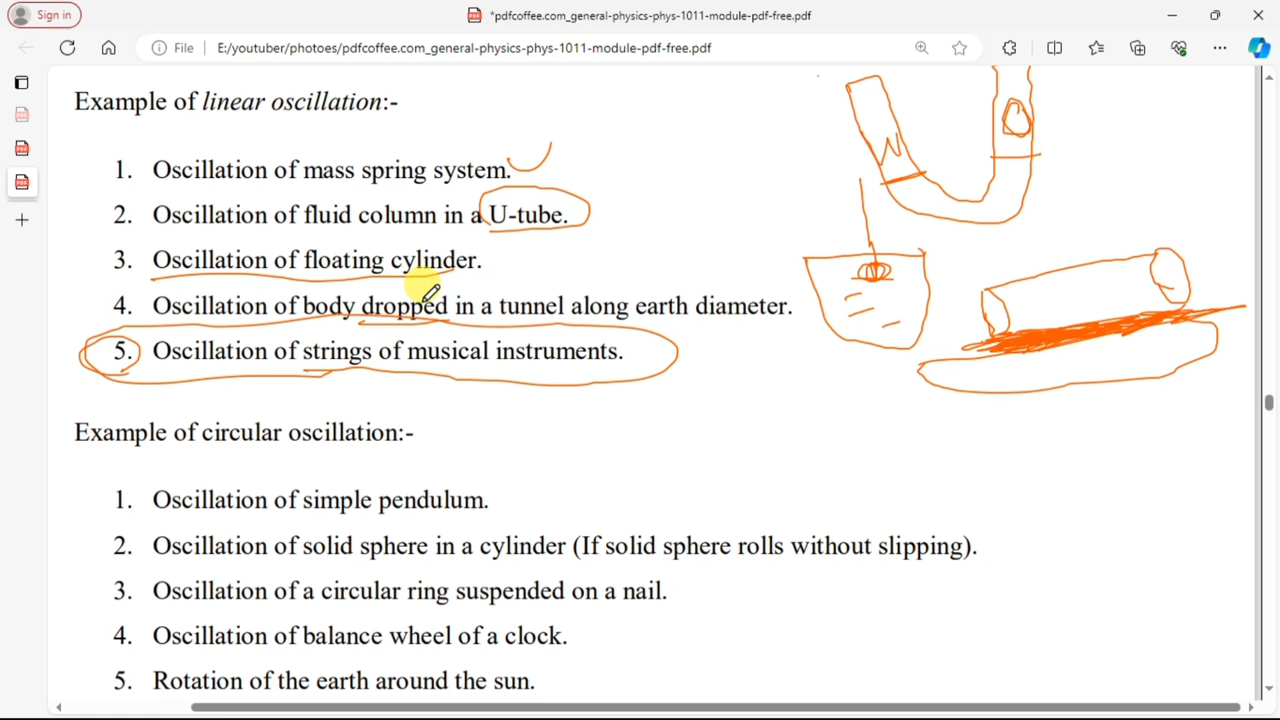 Sign in
*pdfcoffee.com_general-physics-phys-1011-module-pdf-free.pdf
File E:/youtuber/photoes/pdfcoffee.com_general-physics-phys-1011-module-pdf-free.pdf
Example of linear oscillation:-
1. Oscillation of mass spring system.
2. Oscillation of fluid column in a U-tube.
3. Oscillation of floating cylinder.
4. Oscillation of body dropped in a tunnel along earth diameter.
5. Oscillation of strings of musical instruments.
Example of circular oscillation:-
1. Oscillation of simple pendulum.
2. Oscillation of solid sphere in a cylinder (If solid sphere rolls without slipping).
3. Oscillation of a circular ring suspended on a nail.
4. Oscillation of balance wheel of a clock.
5. Rotation of the earth around the sun.